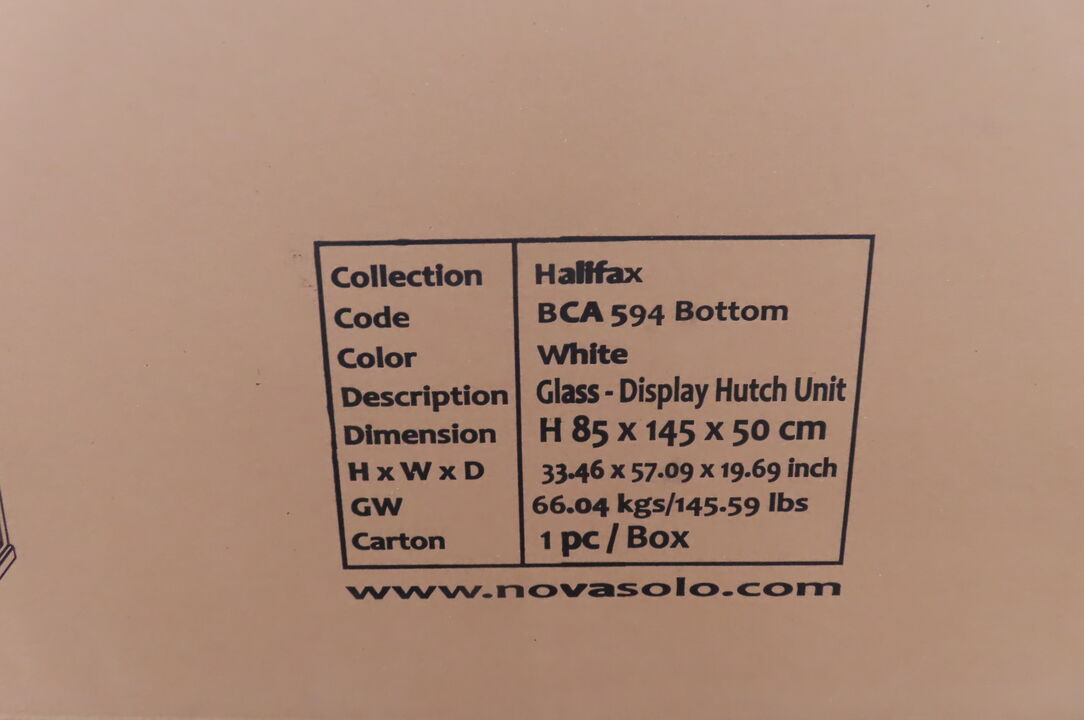 Collection Halifax
Code BCA 594 Bottom
Color White
Description Glass - Display Hutch Unit
Dimension H 85 x 145 x 50 cm
H x W x D 33.46 x 57.09 x 19.69 inch
GW 66.04 kgs/145.59 lbs
Carton 1 pc / Box
www.novasolo.com